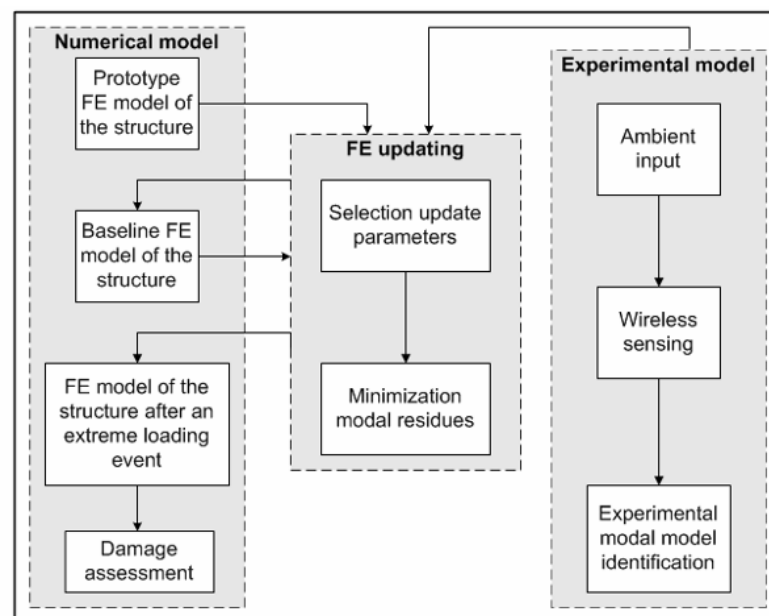 Numerical model
Prototype
FE model of
the structure
Baseline FE
model of the
structure
FE model of the
structure after an
extreme loading
event
Damage
assessment
FE updating
Selection update
parameters
Minimization
modal residues
Experimental model
Ambient
input
Wireless
sensing
Experimental
modal model
identification